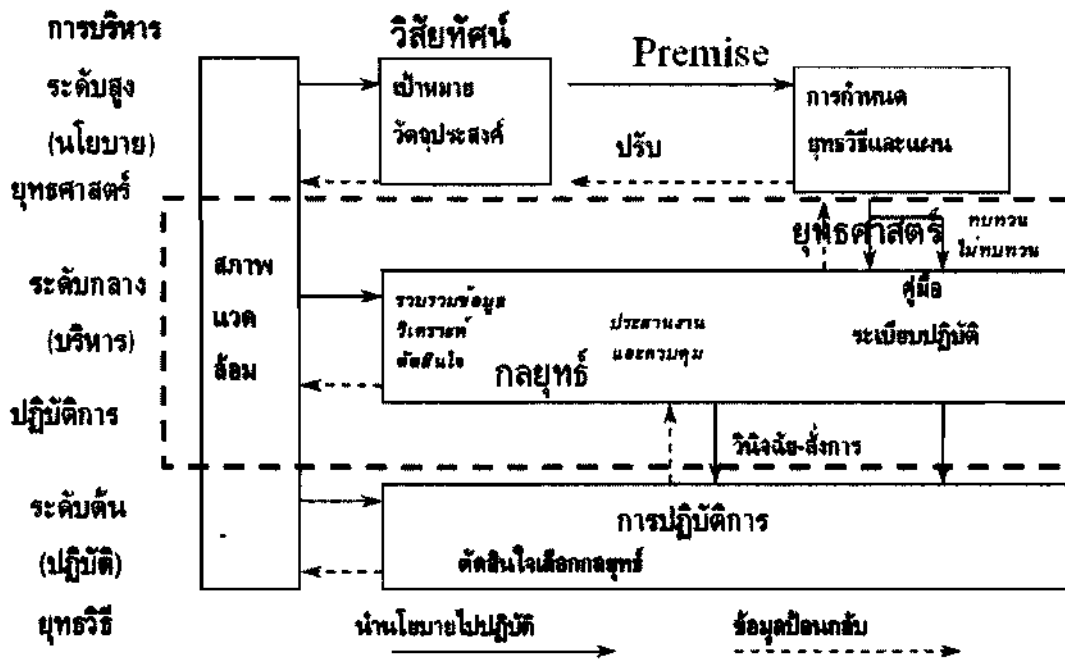 การบริหาร
ระดับสูง
(นโยบาย)
ยุทธศาสตร์
ระดับกลาง
(บริหาร)
ปฏิบัติการ
ระดับต้น
(ปฏิบัติ)
ยุทธวิธี
สภาพ
แวด
ล้อม
วิสัยทัศน์
เป้าหมาย
วัตถุประสงค์
Premise
ปรับ
การกำหนด
ยุทธวิธีและแผน
ยุทธศาสตร์
ทบทวน
ไม่ทบทวน
รวบรวมข้อมูล
วิเคราะห์
ตัดสินใจ
กลยุทธ์
ประสานงาน
และควบคุม
คู่มือ
ระเบียบปฏิบัติ
วินิจฉัย-สั่งการ
การปฏิบัติการ
ตัดสินใจเลือกกลยุทธ์
นำนโยบายไปปฏิบัติ
ข้อมูลป้อนกลับ